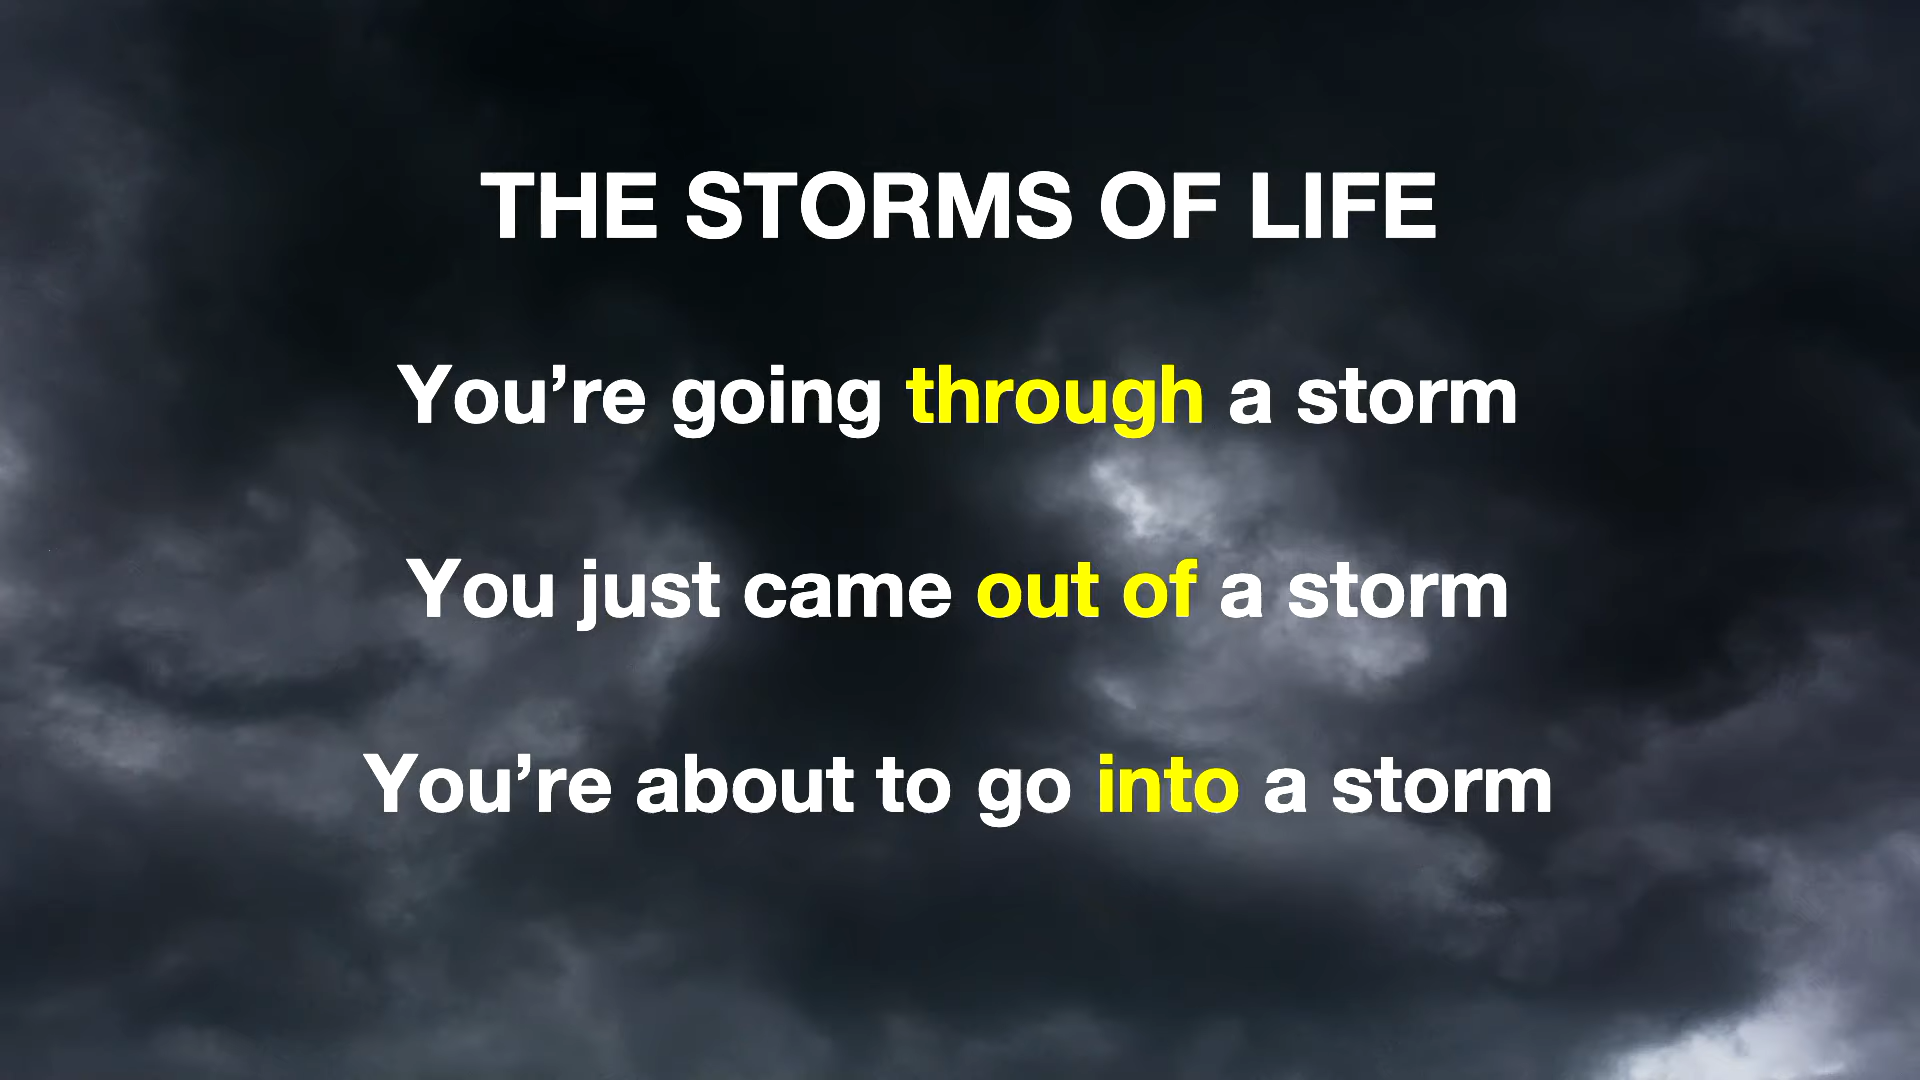 THE STORMS OF LIFE
You’re going through a storm
You just came out of a storm
You’re about to go into a storm